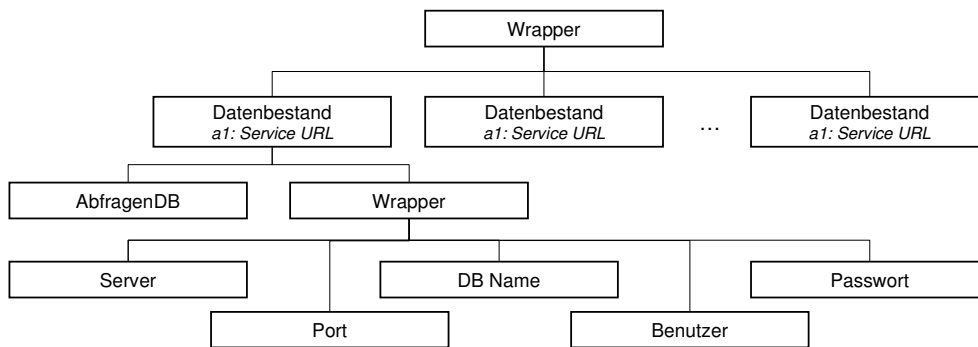 Wrapper
Datenbestand
a1: Service URL
Datenbestand
a1: Service URL
...
Datenbestand
a1: Service URL
AbfragenDB
Wrapper
Server
DB Name
Passwort
Port
Benutzer